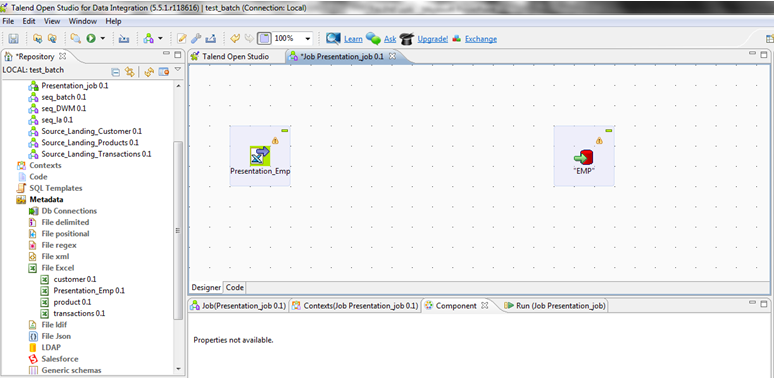 Talend Open Studio for Data Integration (5.5.1.r118616) | test_batch (Connection: Local)
File Edit View Window Help
100% Learn Ask Upgrade! Exchange
*Repository
LOCAL: test_batch
Presentation_job 0.1
seq_batch 0.1
seq_DWM 0.1
seq_la 0.1
Source_Landing_Customer 0.1
Source_Landing_Products 0.1
Source_Landing_Transactions 0.1
Contexts
Code
SQL Templates
Metadata
Db Connections
File delimited
File positional
File regex
File xml
File Excel
customer 0.1
Presentation_Emp 0.1
product 0.1
transactions 0.1
File ldif
File Json
LDAP
Salesforce
Generic schemas
Talend Open Studio *Job Presentation_job 0.1
Presentation_Emp "EMP"
Designer Code
Job(Presentation_job 0.1) Contexts(Job Presentation_job 0.1) Component Run (Job Presentation_job)
Properties not available.